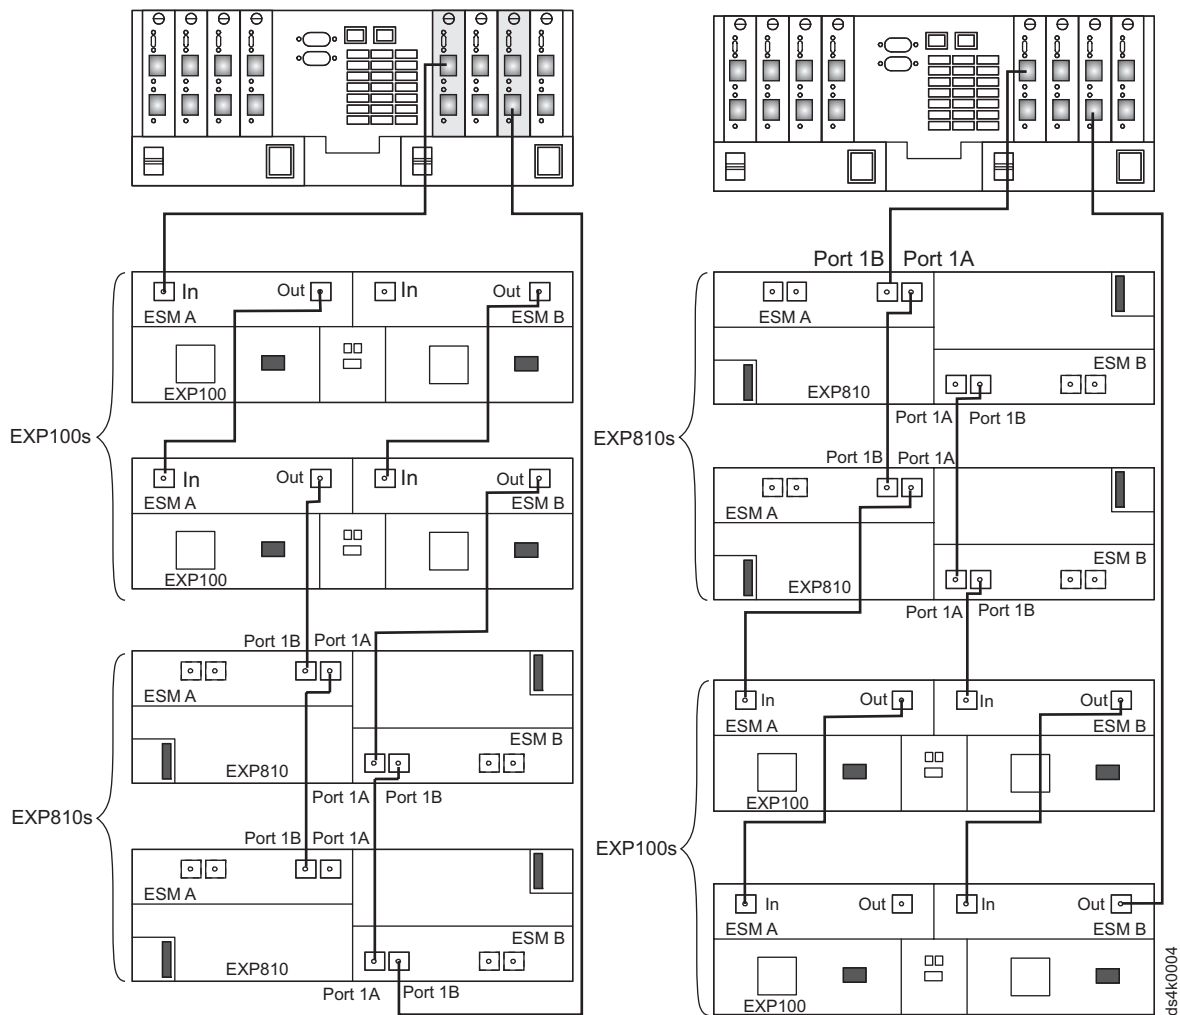 In
Out
In
Out
ESM A
ESM B
EXP100
EXP100s
In
Out
In
Out
ESM A
ESM B
EXP100
Port 1B
Port 1A
ESM A
ESM B
EXP810
Port 1A
Port 1B
EXP810s
Port 1B
Port 1A
ESM A
ESM B
EXP810
Port 1A
Port 1B
Port 1B
Port 1A
ESM A
ESM B
EXP810
Port 1A
Port 1B
EXP810s
Port 1B
Port 1A
ESM A
ESM B
EXP810
Port 1A
Port 1B
In
Out
In
Out
ESM A
ESM B
EXP100
EXP100s
In
Out
In
Out
ESM A
ESM B
EXP100
ds4k0004